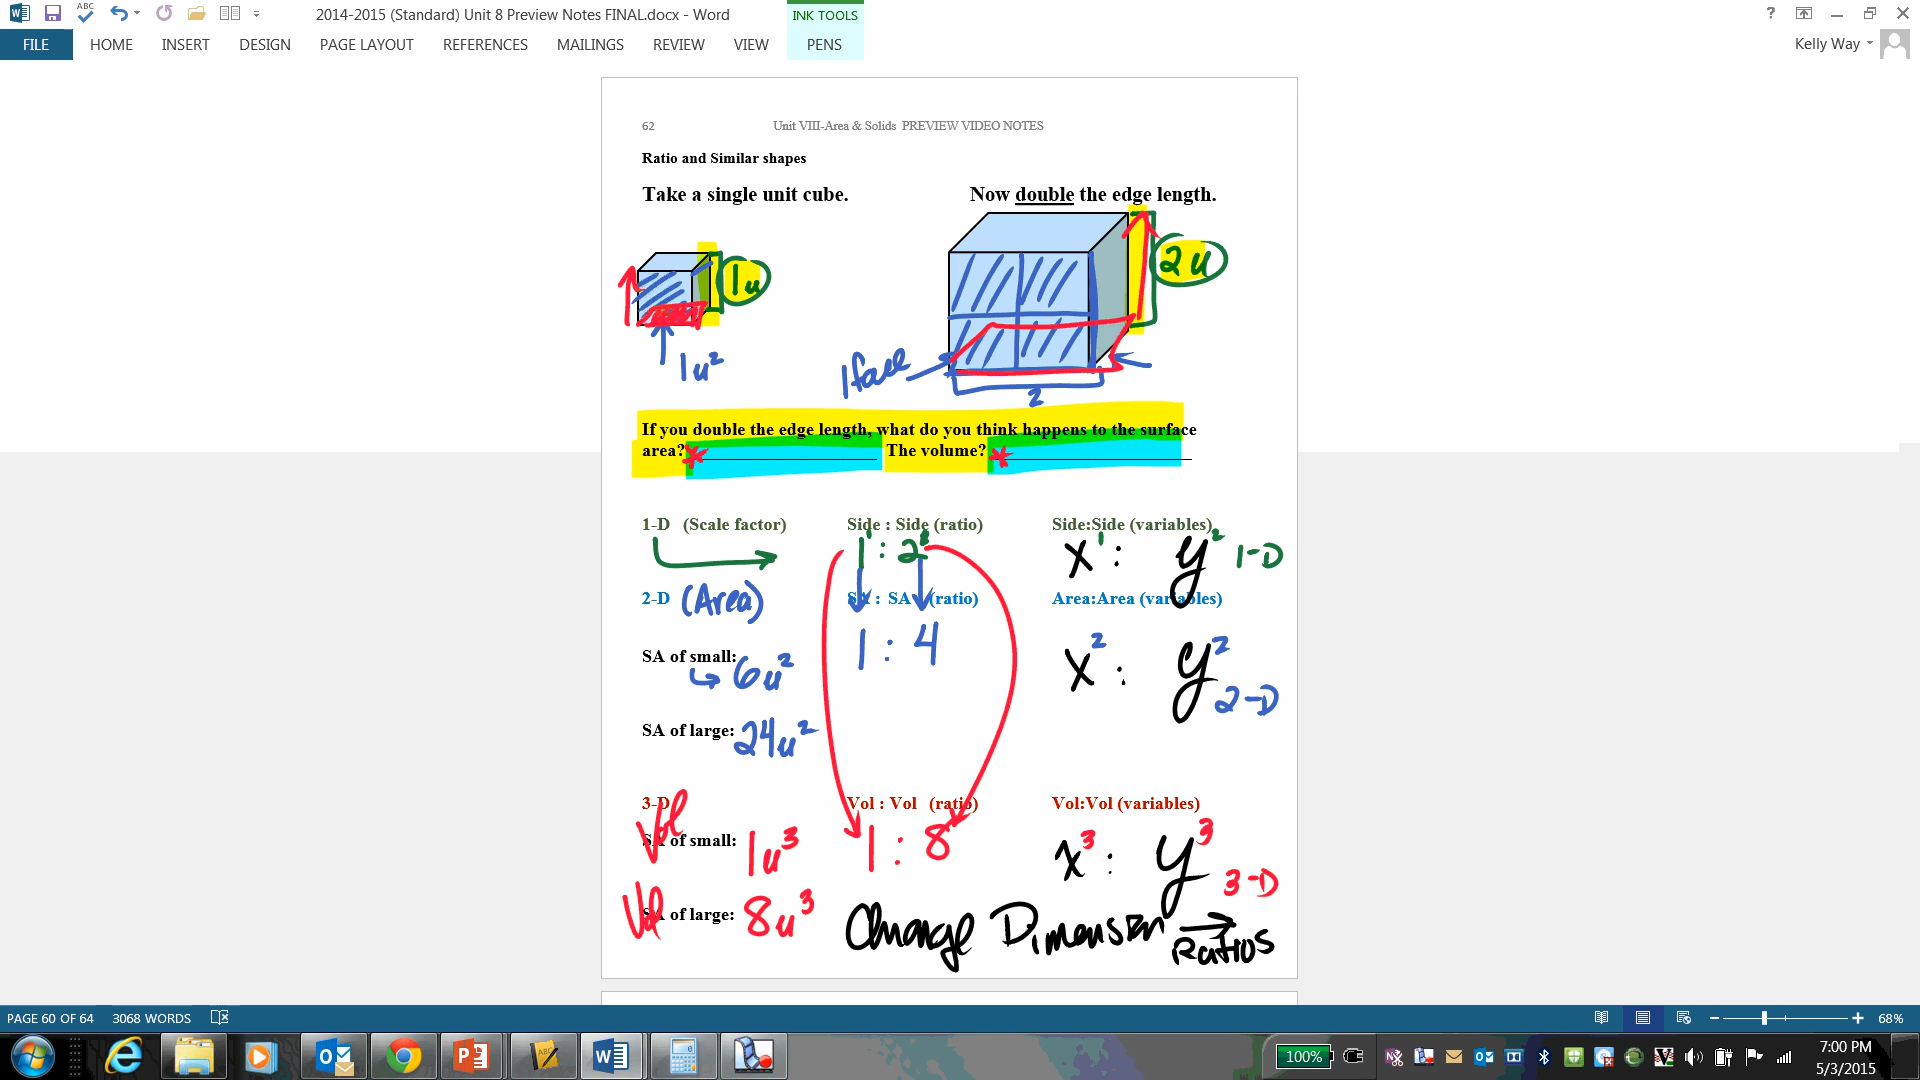 2014-2015 (Standard) Unit 8 Preview Notes FINAL.docx - Word
INK TOOLS
FILE HOME INSERT DESIGN PAGE LAYOUT REFERENCES MAILINGS REVIEW VIEW PENS
Kelly Way
62 Unit VIII-Area & Solids PREVIEW VIDEO NOTES
Ratio and Similar shapes
Take a single unit cube. Now double the edge length.
1u 2u
1u²
1 face
2
If you double the edge length, what do you think happens to the surface
area? The volume?
1-D (Scale factor) Side : Side (ratio) Side:Side (variables)
1 : 2 x¹ : y² 1-D
2-D (Area) SA : SA (ratio) Area:Area (variables)
1 : 4
SA of small: 6u² x² : y² 2-D
SA of large: 24u²
3-D Vol : Vol (ratio) Vol:Vol (variables)
Vol SA of small: 1u³ 1 : 8 x³ : y³ 3-D
Vol SA of large: 8u³ Change Dimension Ratios
PAGE 60 OF 64 3068 WORDS 68%
100% 7:00 PM
5/3/2015